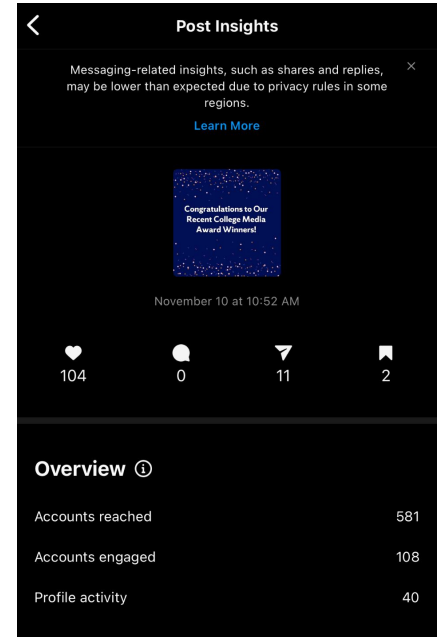 Post Insights
Messaging-related insights, such as shares and replies,
may be lower than expected due to privacy rules in some
regions.
Learn More
Congratulations to Our
Recent College Media
Award Winners!
November 10 at 10:52 AM
104 0 11 2
Overview
Accounts reached 581
Accounts engaged 108
Profile activity 40